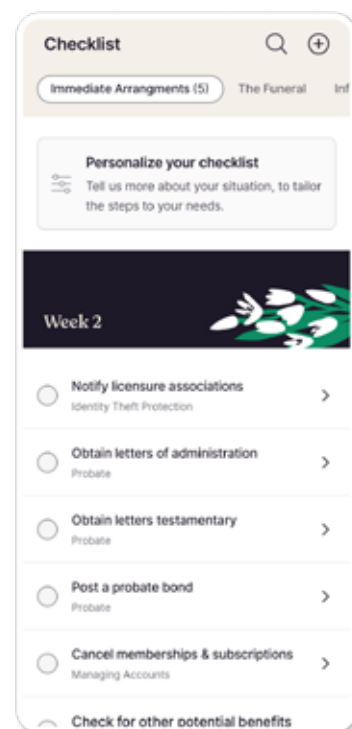 Checklist
Immediate Arrangments (5) The Funeral Inf
Personalize your checklist
Tell us more about your situation, to tailor
the steps to your needs.
Week 2
Notify licensure associations
Identity Theft Protection
Obtain letters of administration
Probate
Obtain letters testamentary
Probate
Post a probate bond
Probate
Cancel memberships & subscriptions
Managing Accounts
Check for other potential benefits